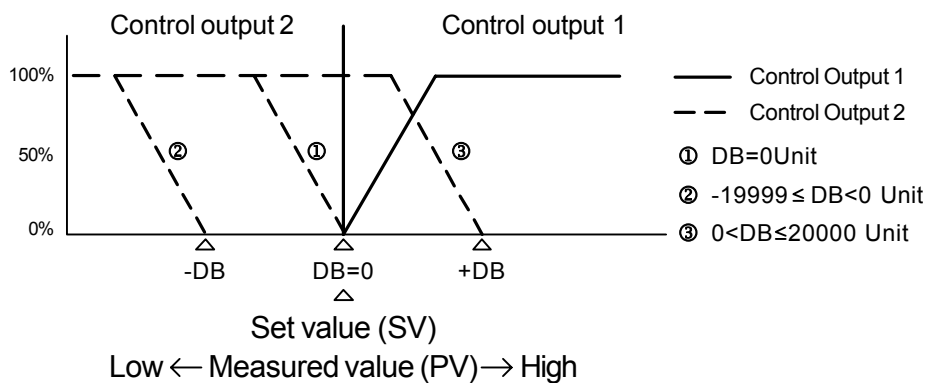 Control output 2
Control output 1
100%
50%
0%
②
①
③
-DB
DB=0
+DB
Set value (SV)
Low ← Measured value (PV) → High
Control Output 1
Control Output 2
① DB=0Unit
② -19999 ≤ DB<0 Unit
③ 0<DB≤20000 Unit